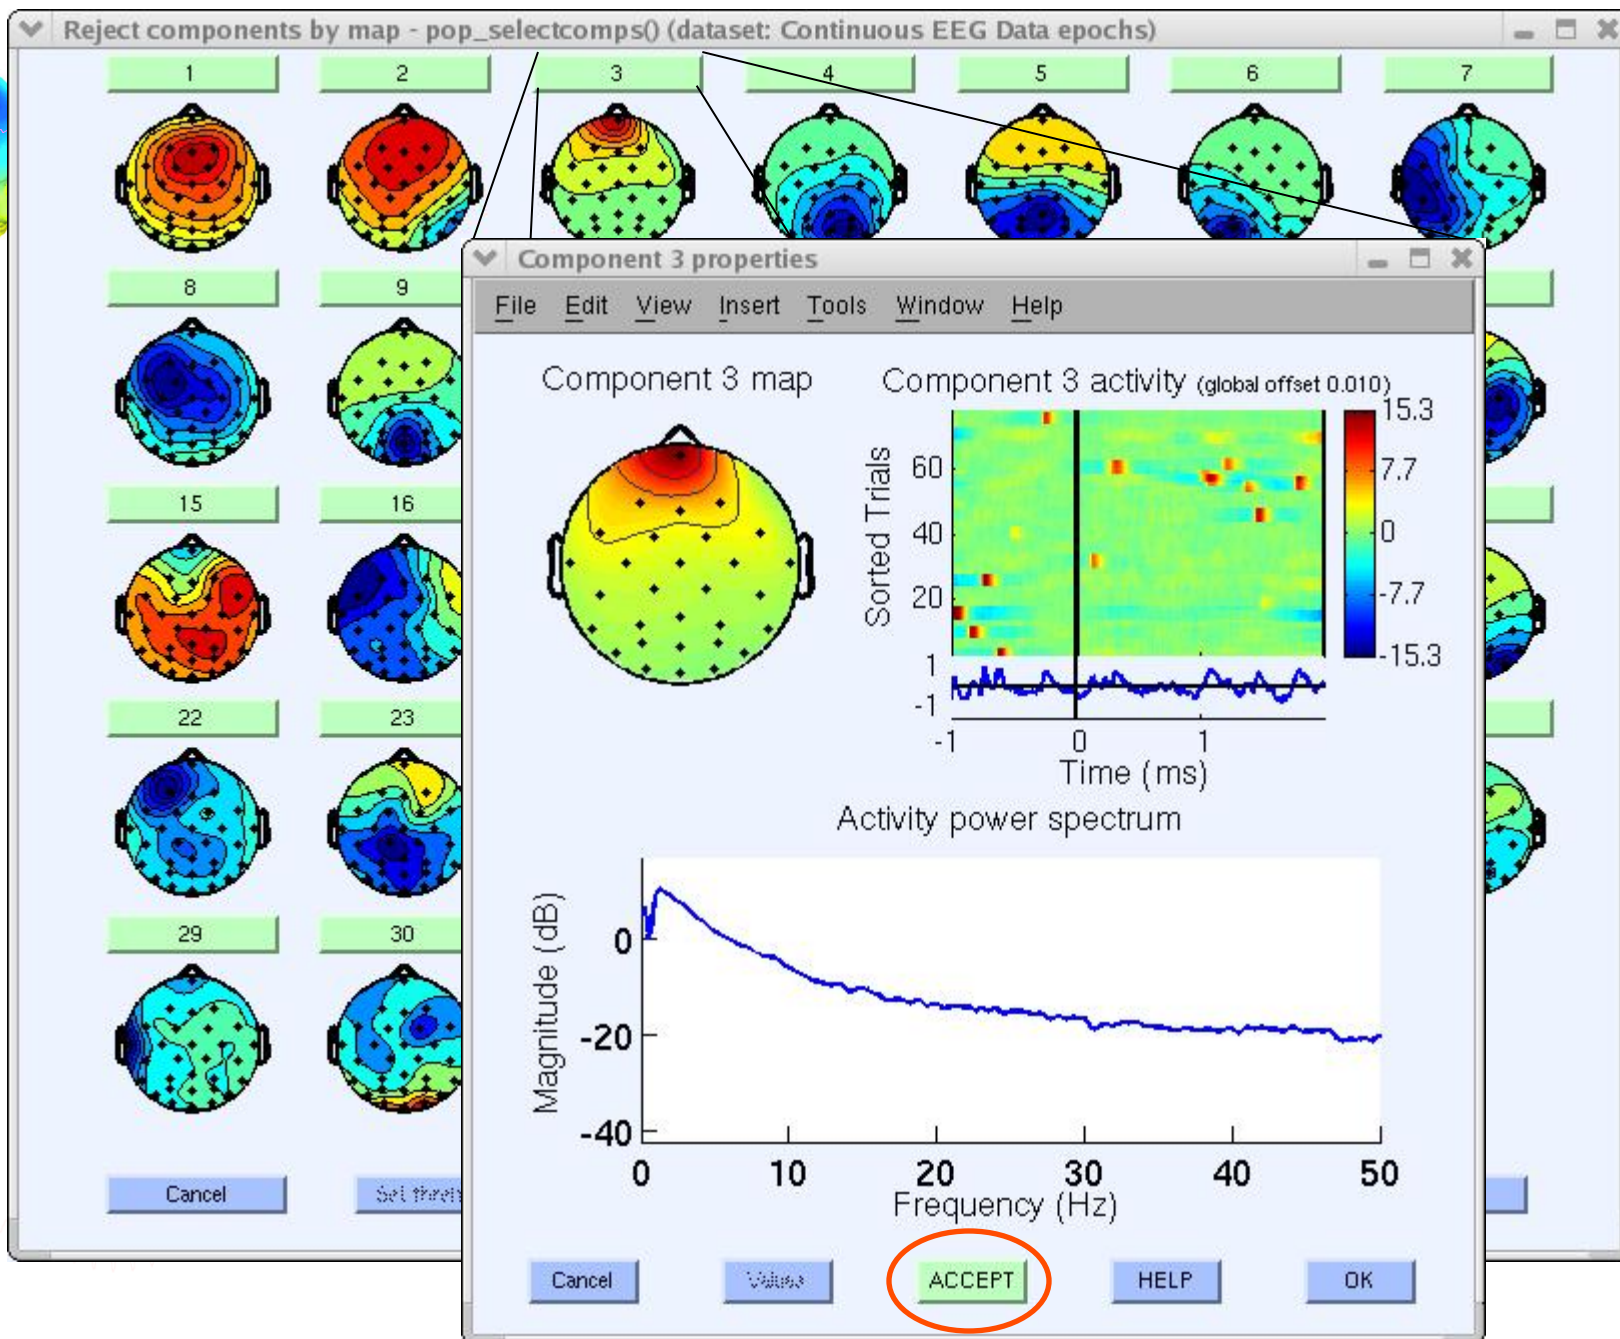 Reject components by map - pop_selectcomps() (dataset: Continuous EEG Data epochs)
1 2 3 4 5 6 7
8 9
15 16
22 23
29 30
Cancel
Component 3 properties
File Edit View Insert Tools Window Help
Component 3 map
Component 3 activity (global offset 0.010)
Sorted Trials
60
40
20
1
-1
-1 0 1
Time (ms)
15.3
7.7
0
-7.7
-15.3
Activity power spectrum
Magnitude (dB)
0
-20
-40
0 10 20 30 40 50
Frequency (Hz)
Cancel Values ACCEPT HELP OK